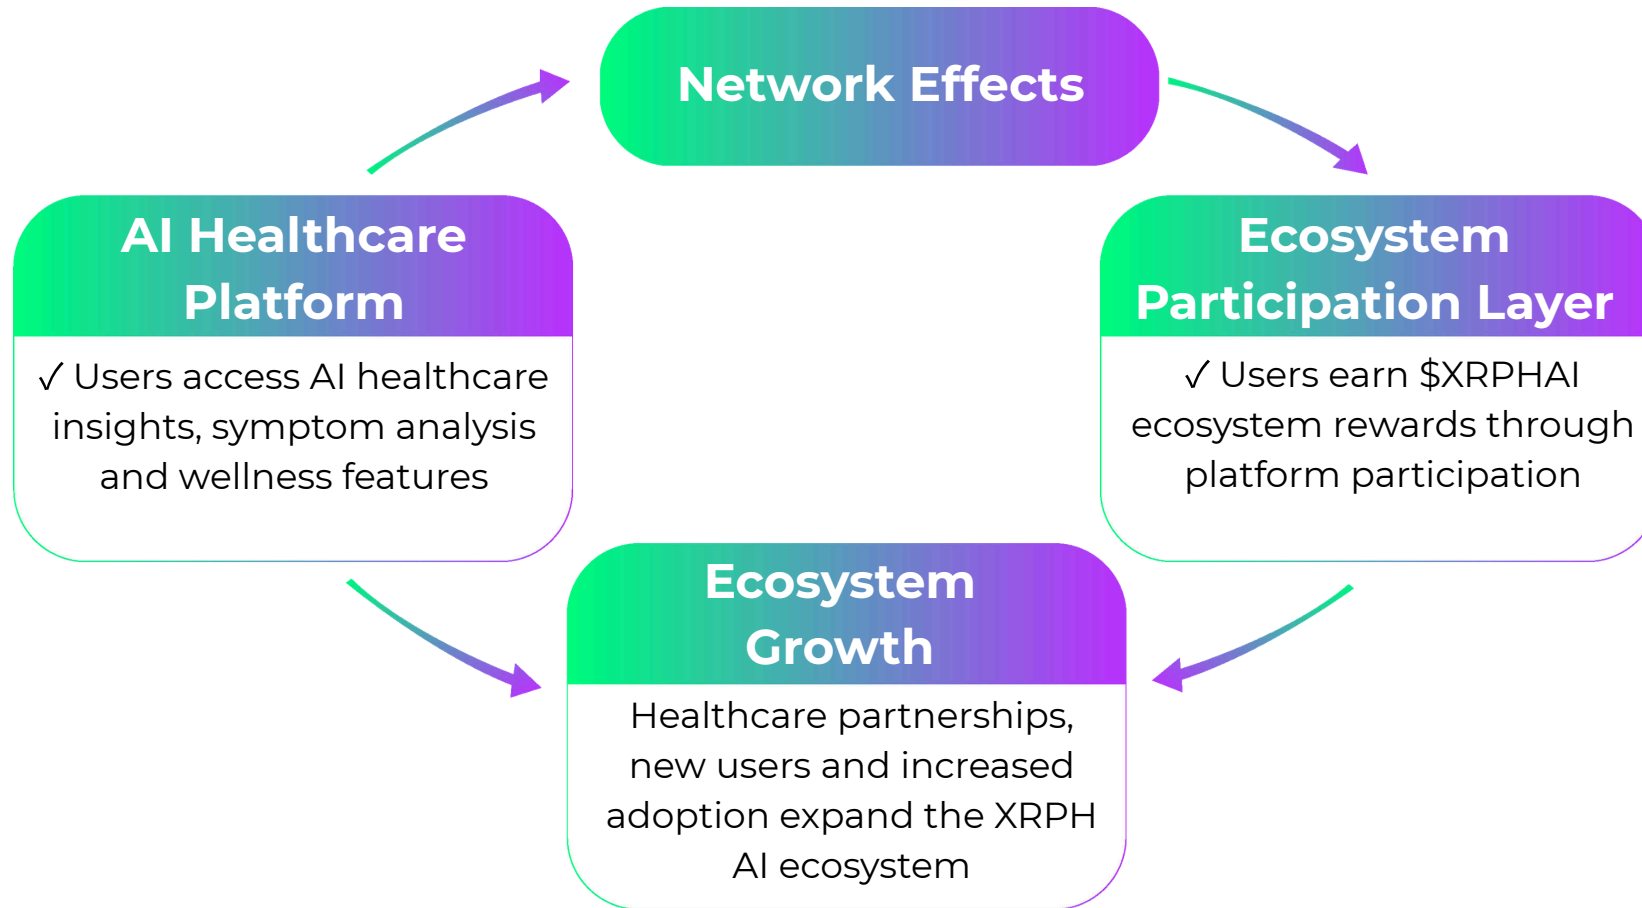 Network Effects
AI Healthcare
Platform
✓ Users access AI healthcare
insights, symptom analysis
and wellness features
Ecosystem
Participation Layer
✓ Users earn $XRPHAI
ecosystem rewards through
platform participation
Ecosystem
Growth
Healthcare partnerships,
new users and increased
adoption expand the XRPH
AI ecosystem